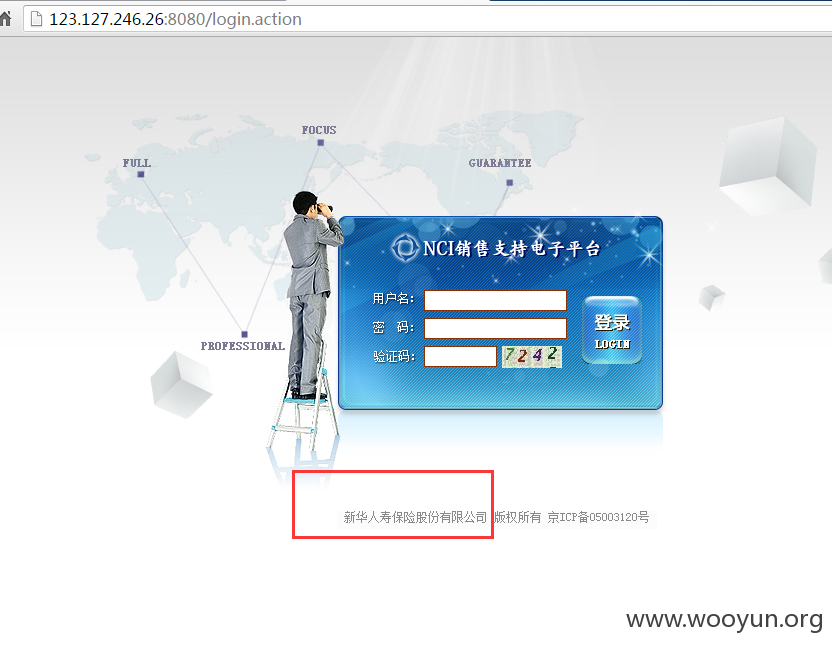 123.127.246.26:8080/login.action
FOCUS
FULL
GUARANTEE
NCI销售支持电子平台
用户名:
密 码:
登录
LOGIN
验证码:
7242
PROFESSIONAL
新华人寿保险股份有限公司 版权所有 京ICP备05003120号
www.wooyun.org